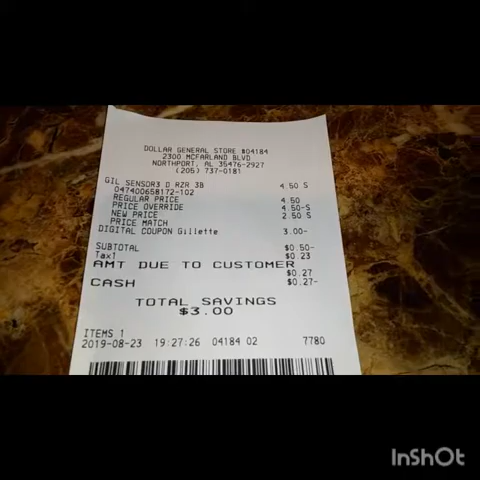 DOLLAR GENERAL STORE #04184
2300 MCFARLAND BLVD
NORTHPORT, AL 35476-2927
(205) 737-0181
GIL SENSOR3 D RZR 3B 4.50 S
047400658172-102
REGULAR PRICE 4.50
PRICE OVERRIDE 4.50-S
NEW PRICE 2.50 S
PRICE MATCH
DIGITAL COUPON Gillette 3.00-
SUBTOTAL $0.50-
Tax1 $0.23
AMT DUE TO CUSTOMER
$0.27
CASH $0.27-
TOTAL SAVINGS
$3.00
ITEMS 1
2019-08-23 19:27:26 04184 02 7780
InShOt